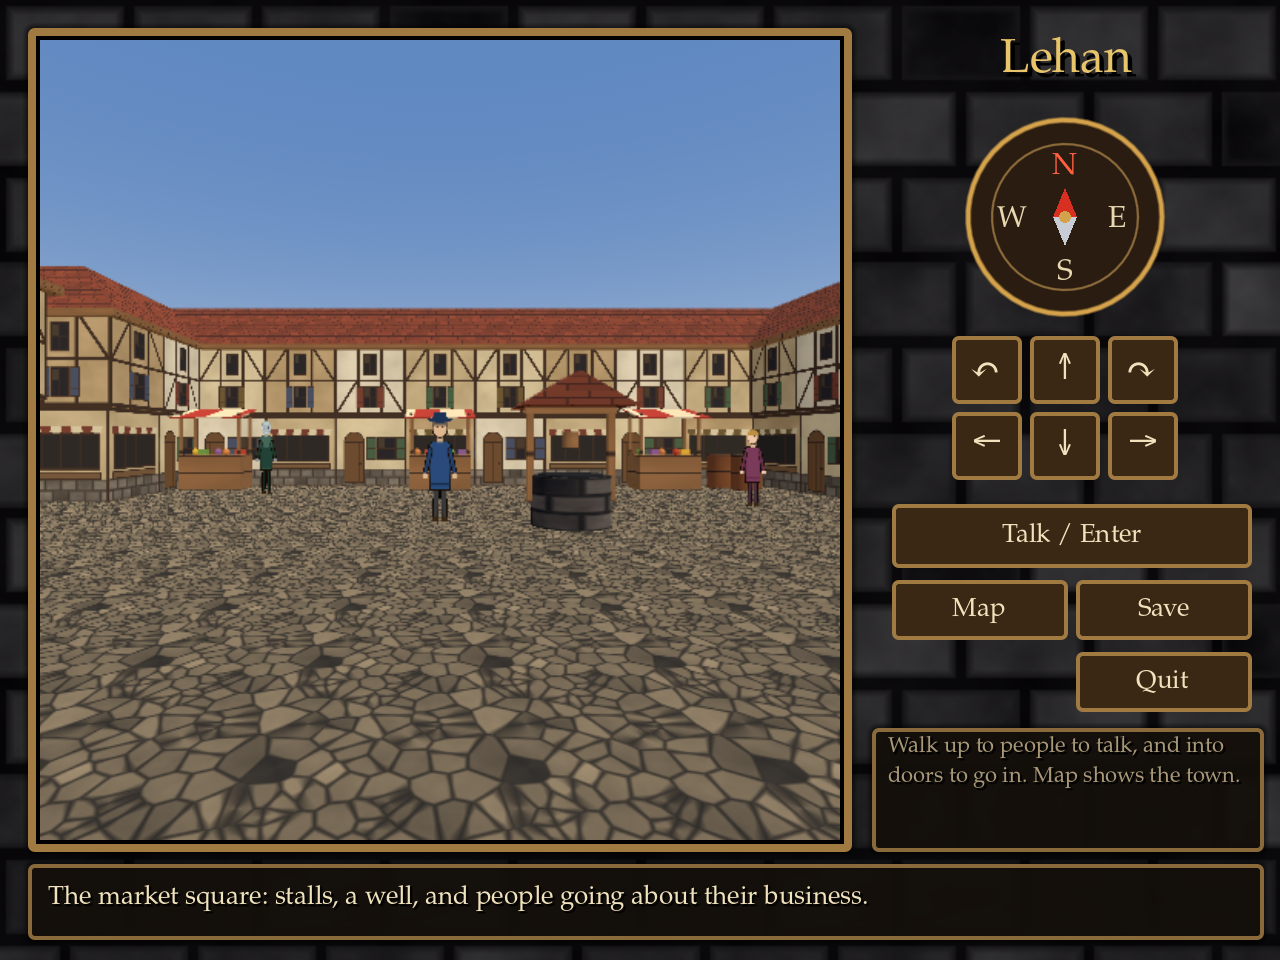 Lehan
N
W E
S
Talk / Enter
Map Save
Quit
Walk up to people to talk, and into
doors to go in. Map shows the town.
The market square: stalls, a well, and people going about their business.